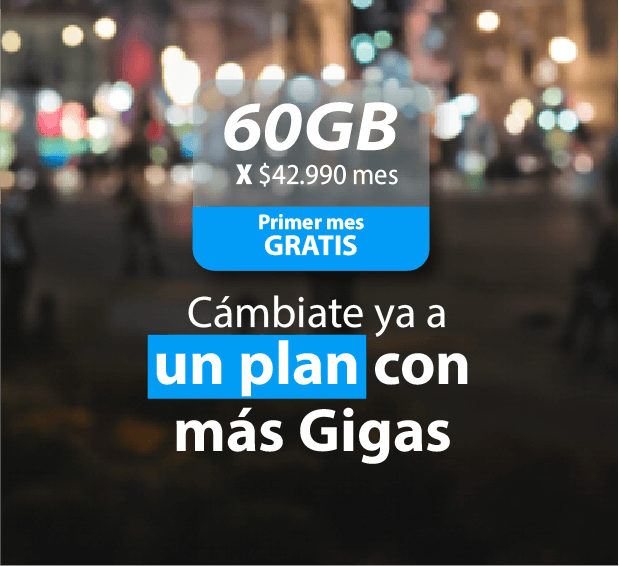 60GB
X $42.990 mes
Primer mes
GRATIS
Cámbiate ya a
un plan con
más Gigas